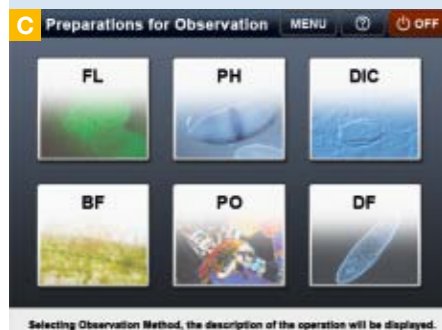 C Preparations for Observation MENU ? OFF
FL PH DIC
BF PO DF
Selecting Observation Method, the description of the operation will be displayed.